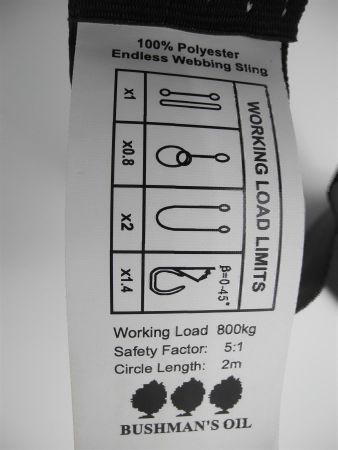 100% Polyester
Endless Webbing Sling
WORKING LOAD LIMITS
x1
x0.8
x2
x1.4
β=0-45°
Working Load 800kg
Safety Factor: 5:1
Circle Length: 2m
BUSHMAN'S OIL